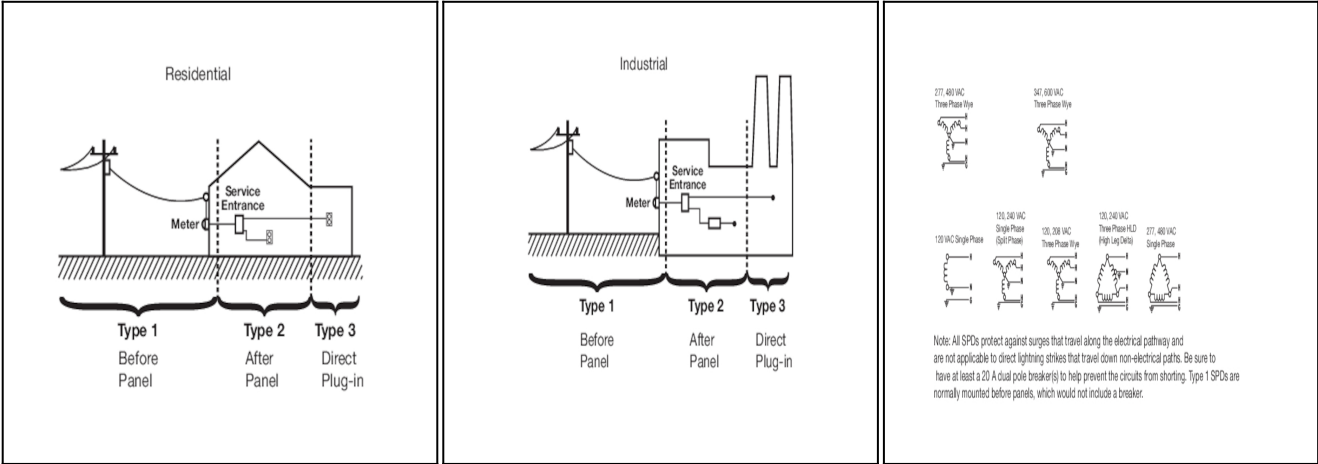 Residential
Service
Entrance
Meter
Type 1
Type 2
Type 3
Before
Panel
After
Panel
Direct
Plug-in
Industrial
Service
Entrance
Meter
Type 1
Type 2
Type 3
Before
Panel
After
Panel
Direct
Plug-in
277, 480 VAC
Three Phase Wye
347, 600 VAC
Three Phase Wye
120 VAC Single Phase
120, 240 VAC
Single Phase
(Split Phase)
120, 208 VAC
Three Phase Wye
120, 240 VAC
Three Phase HLD
(High Leg Delta)
277, 480 VAC
Single Phase
Note: All SPDs protect against surges that travel along the electrical pathway and
are not applicable to direct lightning strikes that travel down non-electrical paths. Be sure to
have at least a 20 A dual pole breaker(s) to help prevent the circuits from shorting. Type 1 SPDs are
normally mounted before panels, which would not include a breaker.